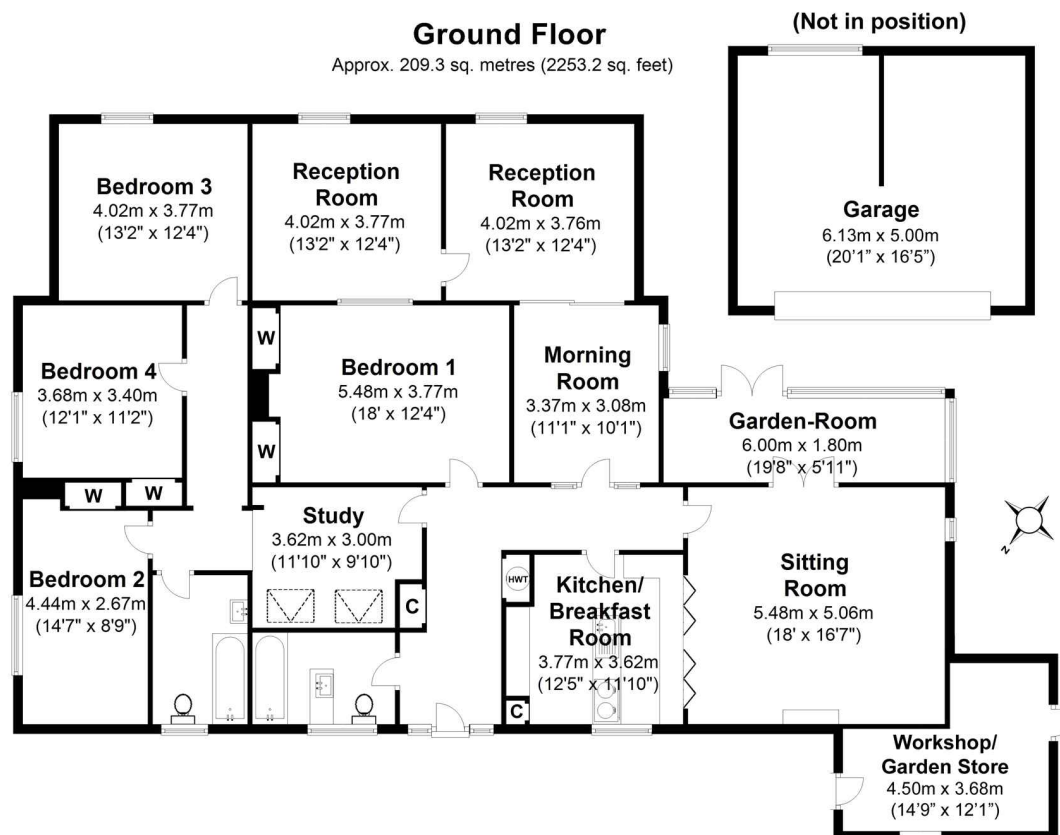 Ground Floor
Approx. 209.3 sq. metres (2253.2 sq. feet)
(Not in position)
Bedroom 3
4.02m x 3.77m
(13'2" x 12'4")
Reception
Room
4.02m x 3.77m
(13'2" x 12'4")
Reception
Room
4.02m x 3.76m
(13'2" x 12'4")
Garage
6.13m x 5.00m
(20'1" x 16'5")
Bedroom 4
3.68m x 3.40m
(12'1" x 11'2")
W
W
Bedroom 1
5.48m x 3.77m
(18' x 12'4")
Morning
Room
3.37m x 3.08m
(11'1" x 10'1")
Garden-Room
6.00m x 1.80m
(19'8" x 5'11")
W
W
Study
3.62m x 3.00m
(11'10" x 9'10")
C
Bedroom 2
4.44m x 2.67m
(14'7" x 8'9")
HWT
Kitchen/
Breakfast
Room
3.77m x 3.62m
(12'5" x 11'10")
C
Sitting
Room
5.48m x 5.06m
(18' x 16'7")
N
Workshop/
Garden Store
4.50m x 3.68m
(14'9" x 12'1")